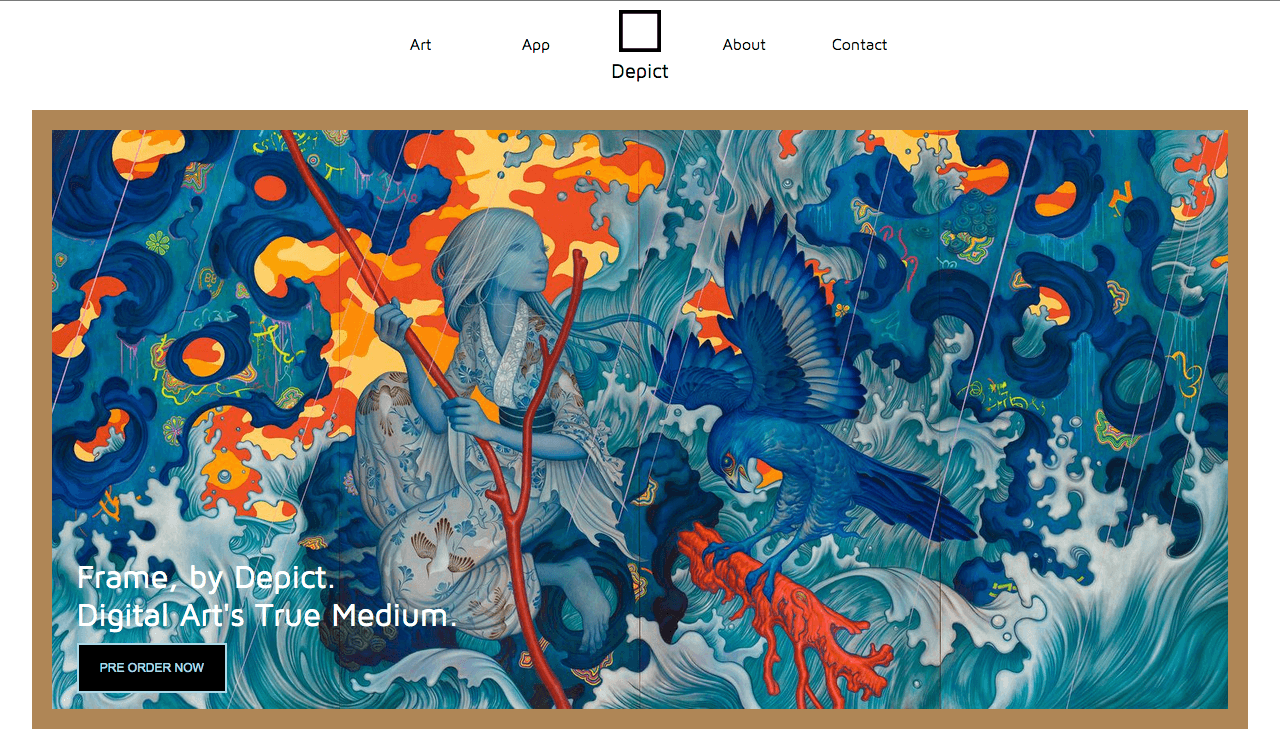 Art
App
About
Contact
Depict
Frame, by Depict.
Digital Art's True Medium.
PRE ORDER NOW